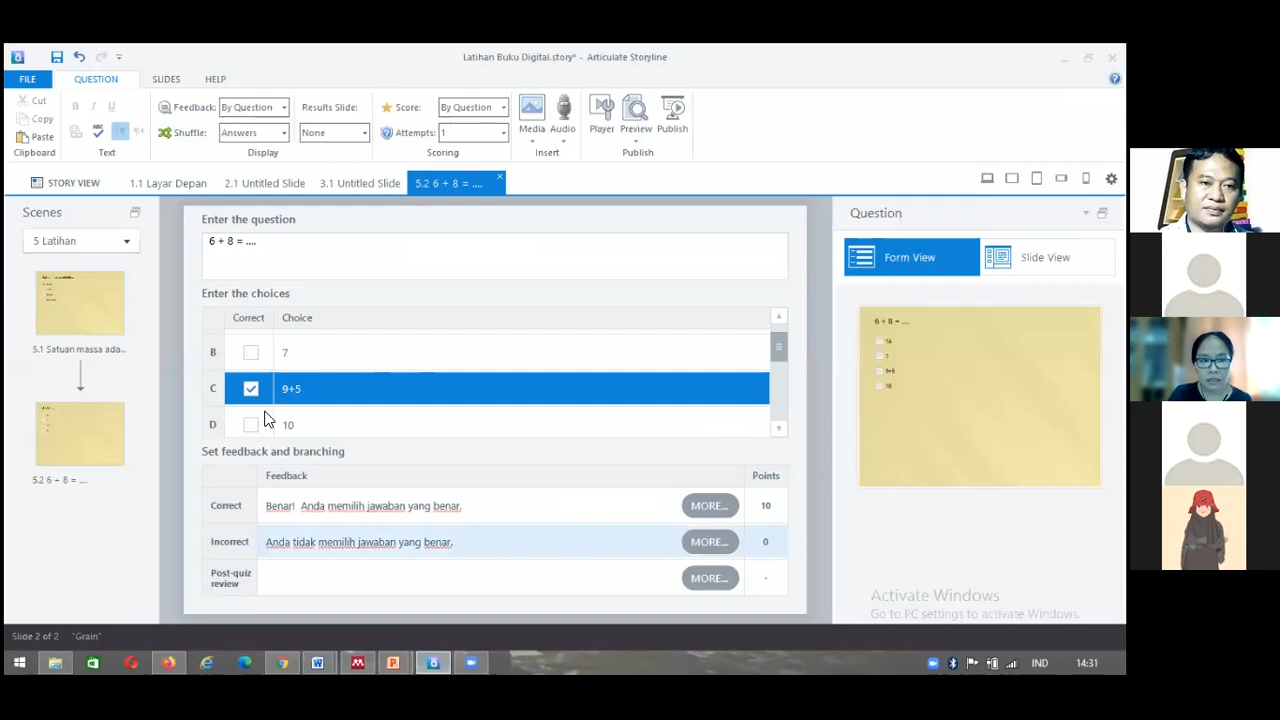 Latihan Buku Digital.story* - Articulate Storyline
FILE QUESTION SLIDES HELP
Cut
Copy
Paste
Clipboard
B I U
ABC
Text
Feedback: By Question
Shuffle: Answers
Results Slide:
None
Display
Score: By Question
Attempts: 1
Scoring
Media
Audio
Insert
Player
Preview
Publish
Publish
STORY VIEW 1.1 Layar Depan 2.1 Untitled Slide 3.1 Untitled Slide 5.2 6 + 8 = ....
Scenes
5 Latihan
5.1 Satuan massa ada...
5.2 6 + 8 = ....
Enter the question
6 + 8 = ....
Enter the choices
Correct Choice
B 7
C 9+5
D 10
Set feedback and branching
Feedback Points
Correct Benar! Anda memilih jawaban yang benar. MORE... 10
Incorrect Anda tidak memilih jawaban yang benar. MORE... 0
Post-quiz review MORE... -
Question
Form View Slide View
6 + 8 = ....
14
7
9+5
10
Activate Windows
Go to PC settings to activate Windows.
Slide 2 of 2 "Grain"
IND 14:31